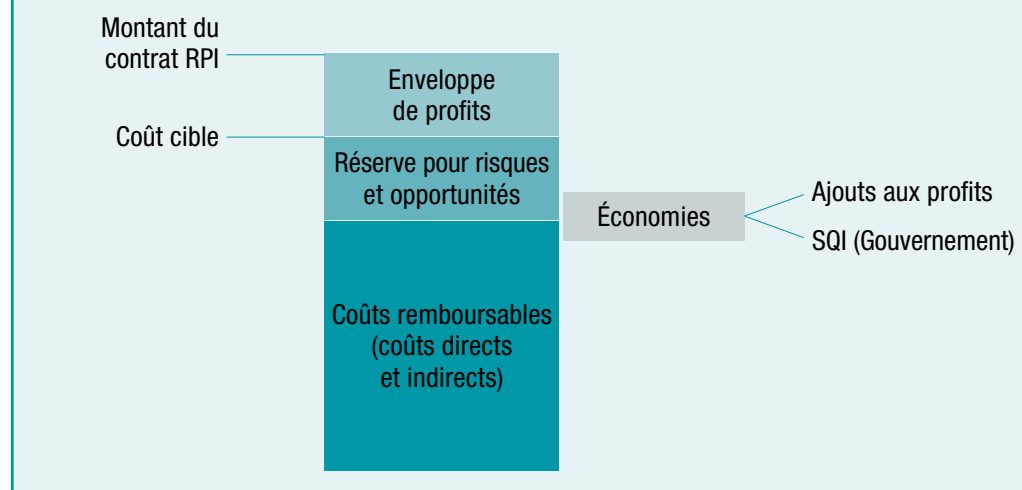 Montant du
contrat RPI
Enveloppe
de profits
Coût cible
Réserve pour risques
et opportunités
Économies
Ajouts aux profits
SQI (Gouvernement)
Coûts remboursables
(coûts directs
et indirects)